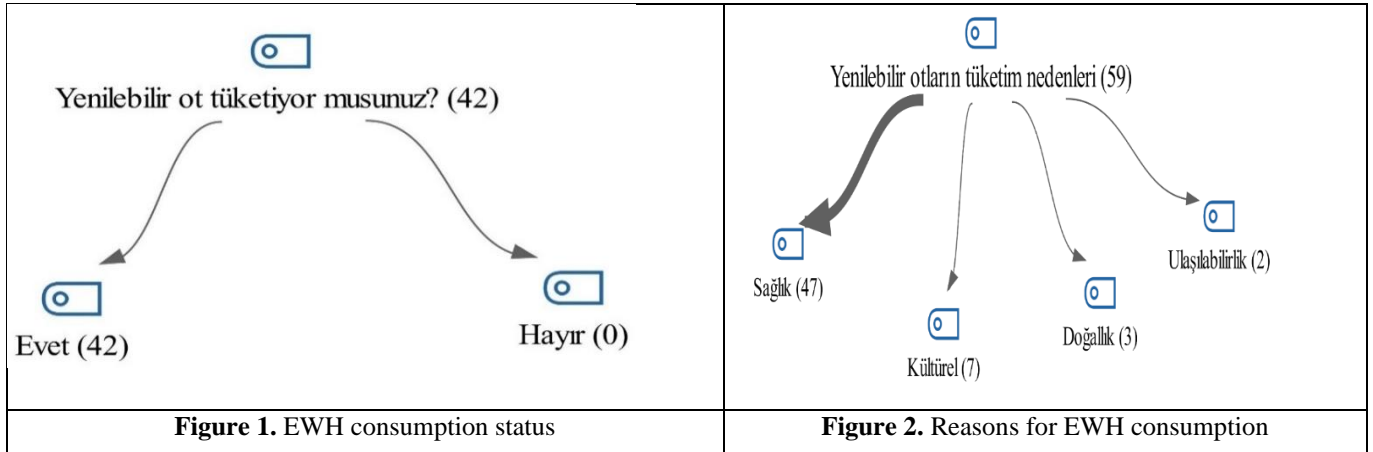 Yenilebilir ot tüketiyor musunuz? (42)
Evet (42)
Hayır (0)
Figure 1. EWH consumption status
Yenilebilir otların tüketim nedenleri (59)
Sağlık (47)
Kültürel (7)
Doğallık (3)
Ulaşılabilirlik (2)
Figure 2. Reasons for EWH consumption